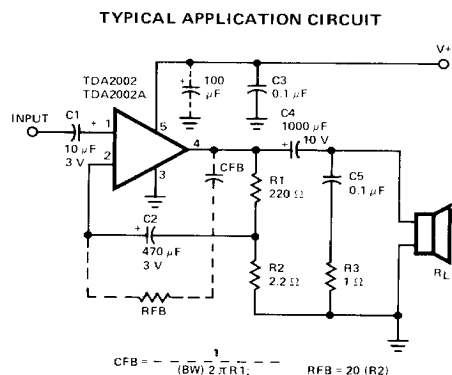 TYPICAL APPLICATION CIRCUIT
V+
TDA2002
TDA2002A
100
μF
C3
0.1 μF
C4
1000 μF
10 V
INPUT
C1
+
1
10 μF
3 V
2
5
4
3
+
+
CFB
R1
220 Ω
C5
0.1 μF
C2
+
470 μF
3 V
R2
2.2 Ω
R3
1 Ω
RL
RFB
CFB = 1
(BW) 2 π R1;
RFB = 20 (R2)